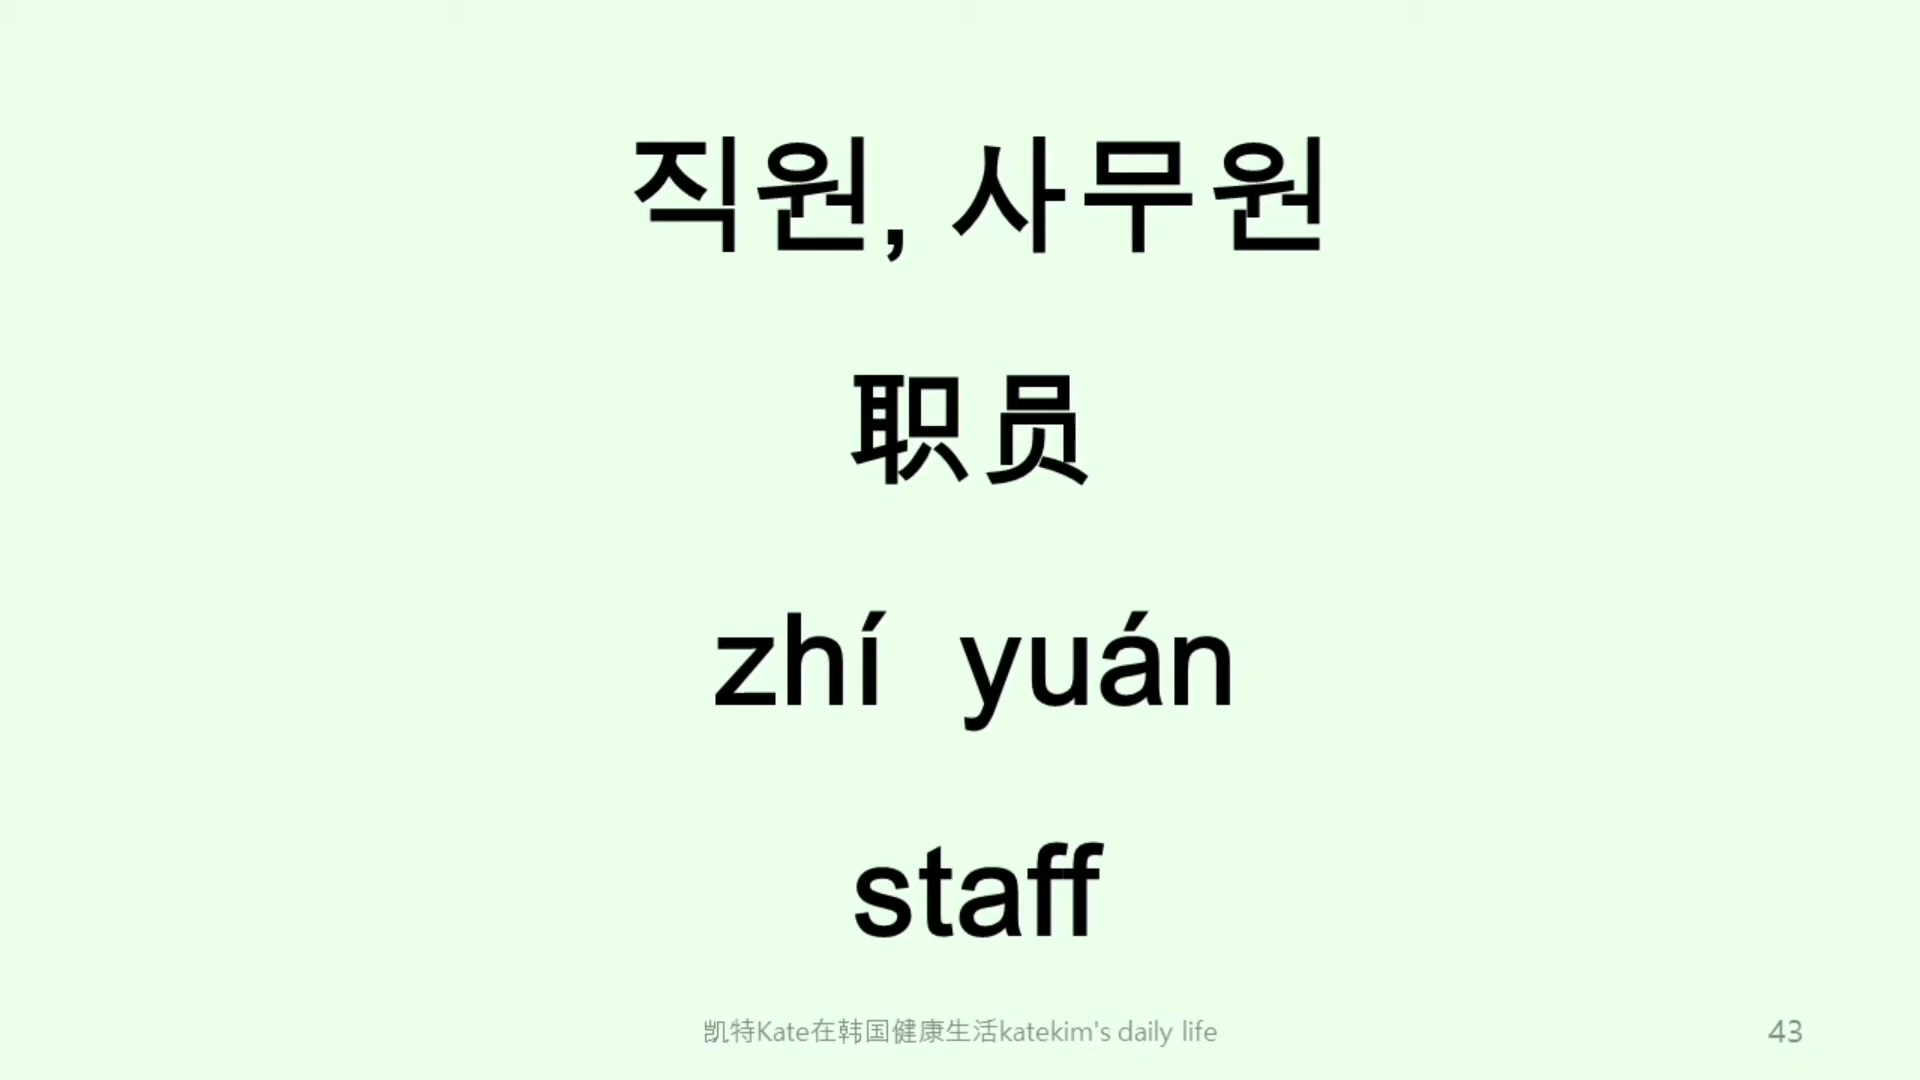 직원, 사무원
职员
zhí yuán
staff
凯特Kate在韩国健康生活katekim's daily life
43